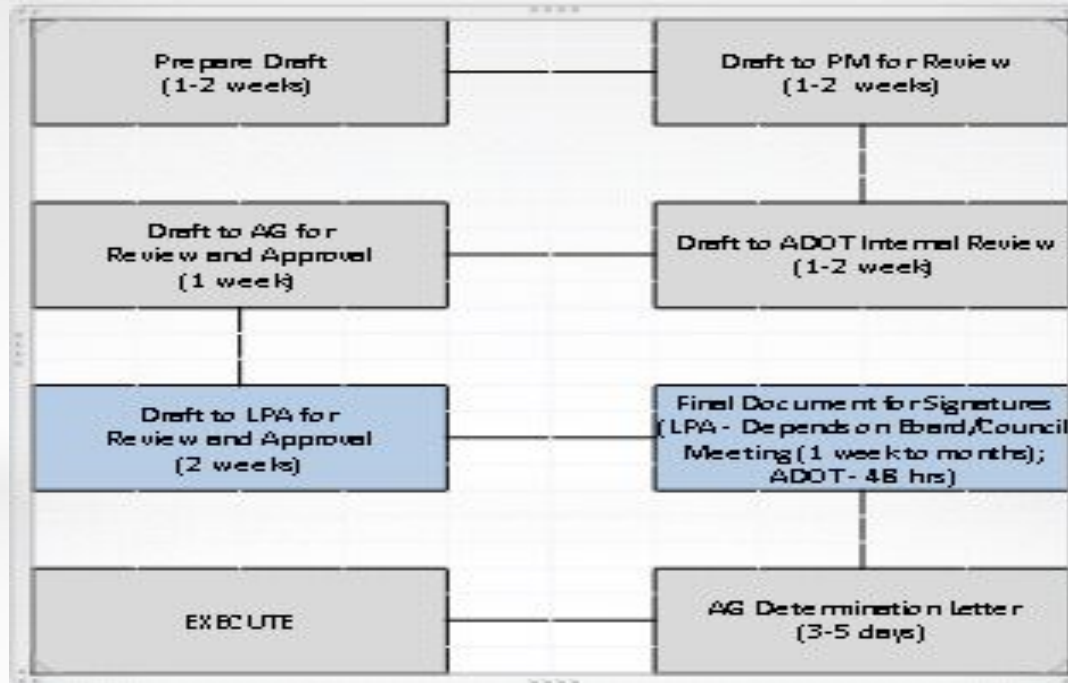 Prepare Draft
(1-2 weeks)
Draft to PM for Review
(1-2 weeks)
Draft to AG for
Review and Approval
(1 week)
Draft to ADOT Internal Review
(1-2 week)
Draft to LPA for
Review and Approval
(2 weeks)
Final Document for Signatures
(LPA - Depends on Board/Council
Meeting (1 week to months);
ADOT - 48 hrs)
EXECUTE
AG Determination Letter
(3-5 days)